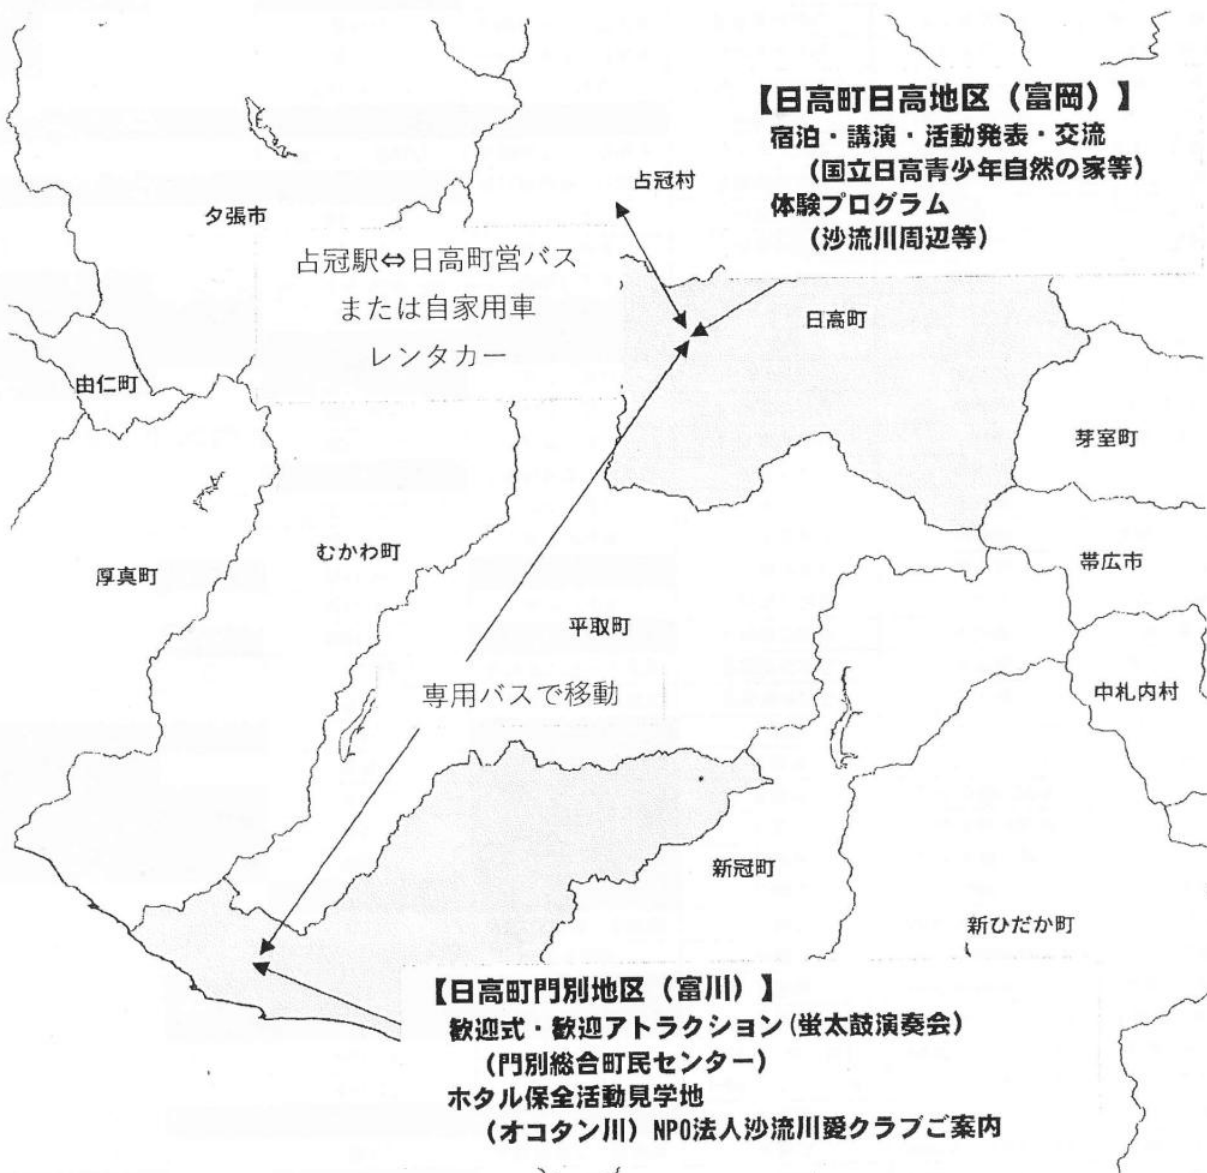 【日高町日高地区（富岡）】
宿泊・講演・活動発表・交流
（国立日高青少年自然の家等）
体験プログラム
（沙流川周辺等）
占冠村
夕張市
占冠駅⇔日高町営バス
または自家用車
レンタカー
日高町
由仁町
芽室町
むかわ町
厚真町
帯広市
平取町
専用バスで移動
中札内村
新冠町
新ひだか町
【日高町門別地区（富川）】
歓迎式・歓迎アトラクション(蛍太鼓演奏会)
（門別総合町民センター）
ホタル保全活動見学地
（オコタン川）NPO法人沙流川愛クラブご案内